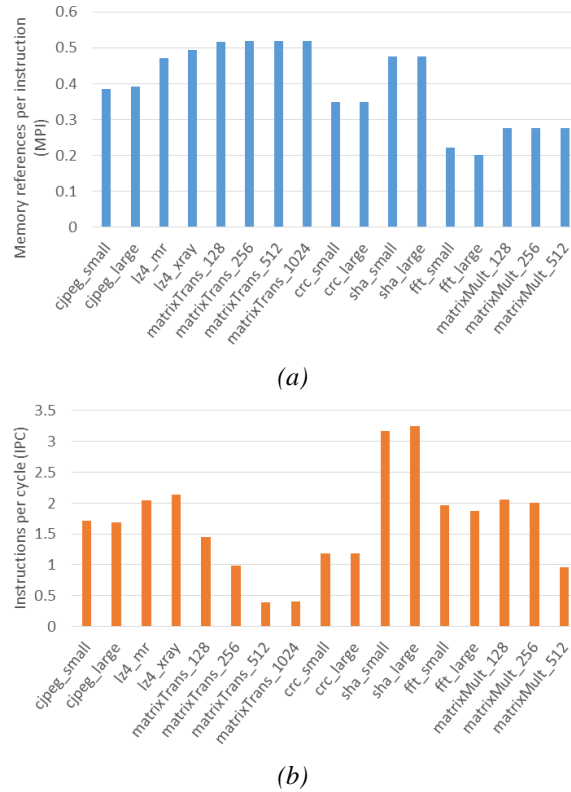 Memory references per instruction
(MPI)
0.6
0.5
0.4
0.3
0.2
0.1
0
cjpeg_small
cjpeg_large
lz4_mr
lz4_xray
matrixTrans_128
matrixTrans_256
matrixTrans_512
matrixTrans_1024
crc_small
crc_large
sha_small
sha_large
fft_small
fft_large
matrixMult_128
matrixMult_256
matrixMult_512
(a)
Instructions per cycle (IPC)
3.5
3
2.5
2
1.5
1
0.5
0
cjpeg_small
cjpeg_large
lz4_mr
lz4_xray
matrixTrans_128
matrixTrans_256
matrixTrans_512
matrixTrans_1024
crc_small
crc_large
sha_small
sha_large
fft_small
fft_large
matrixMult_128
matrixMult_256
matrixMult_512
(b)